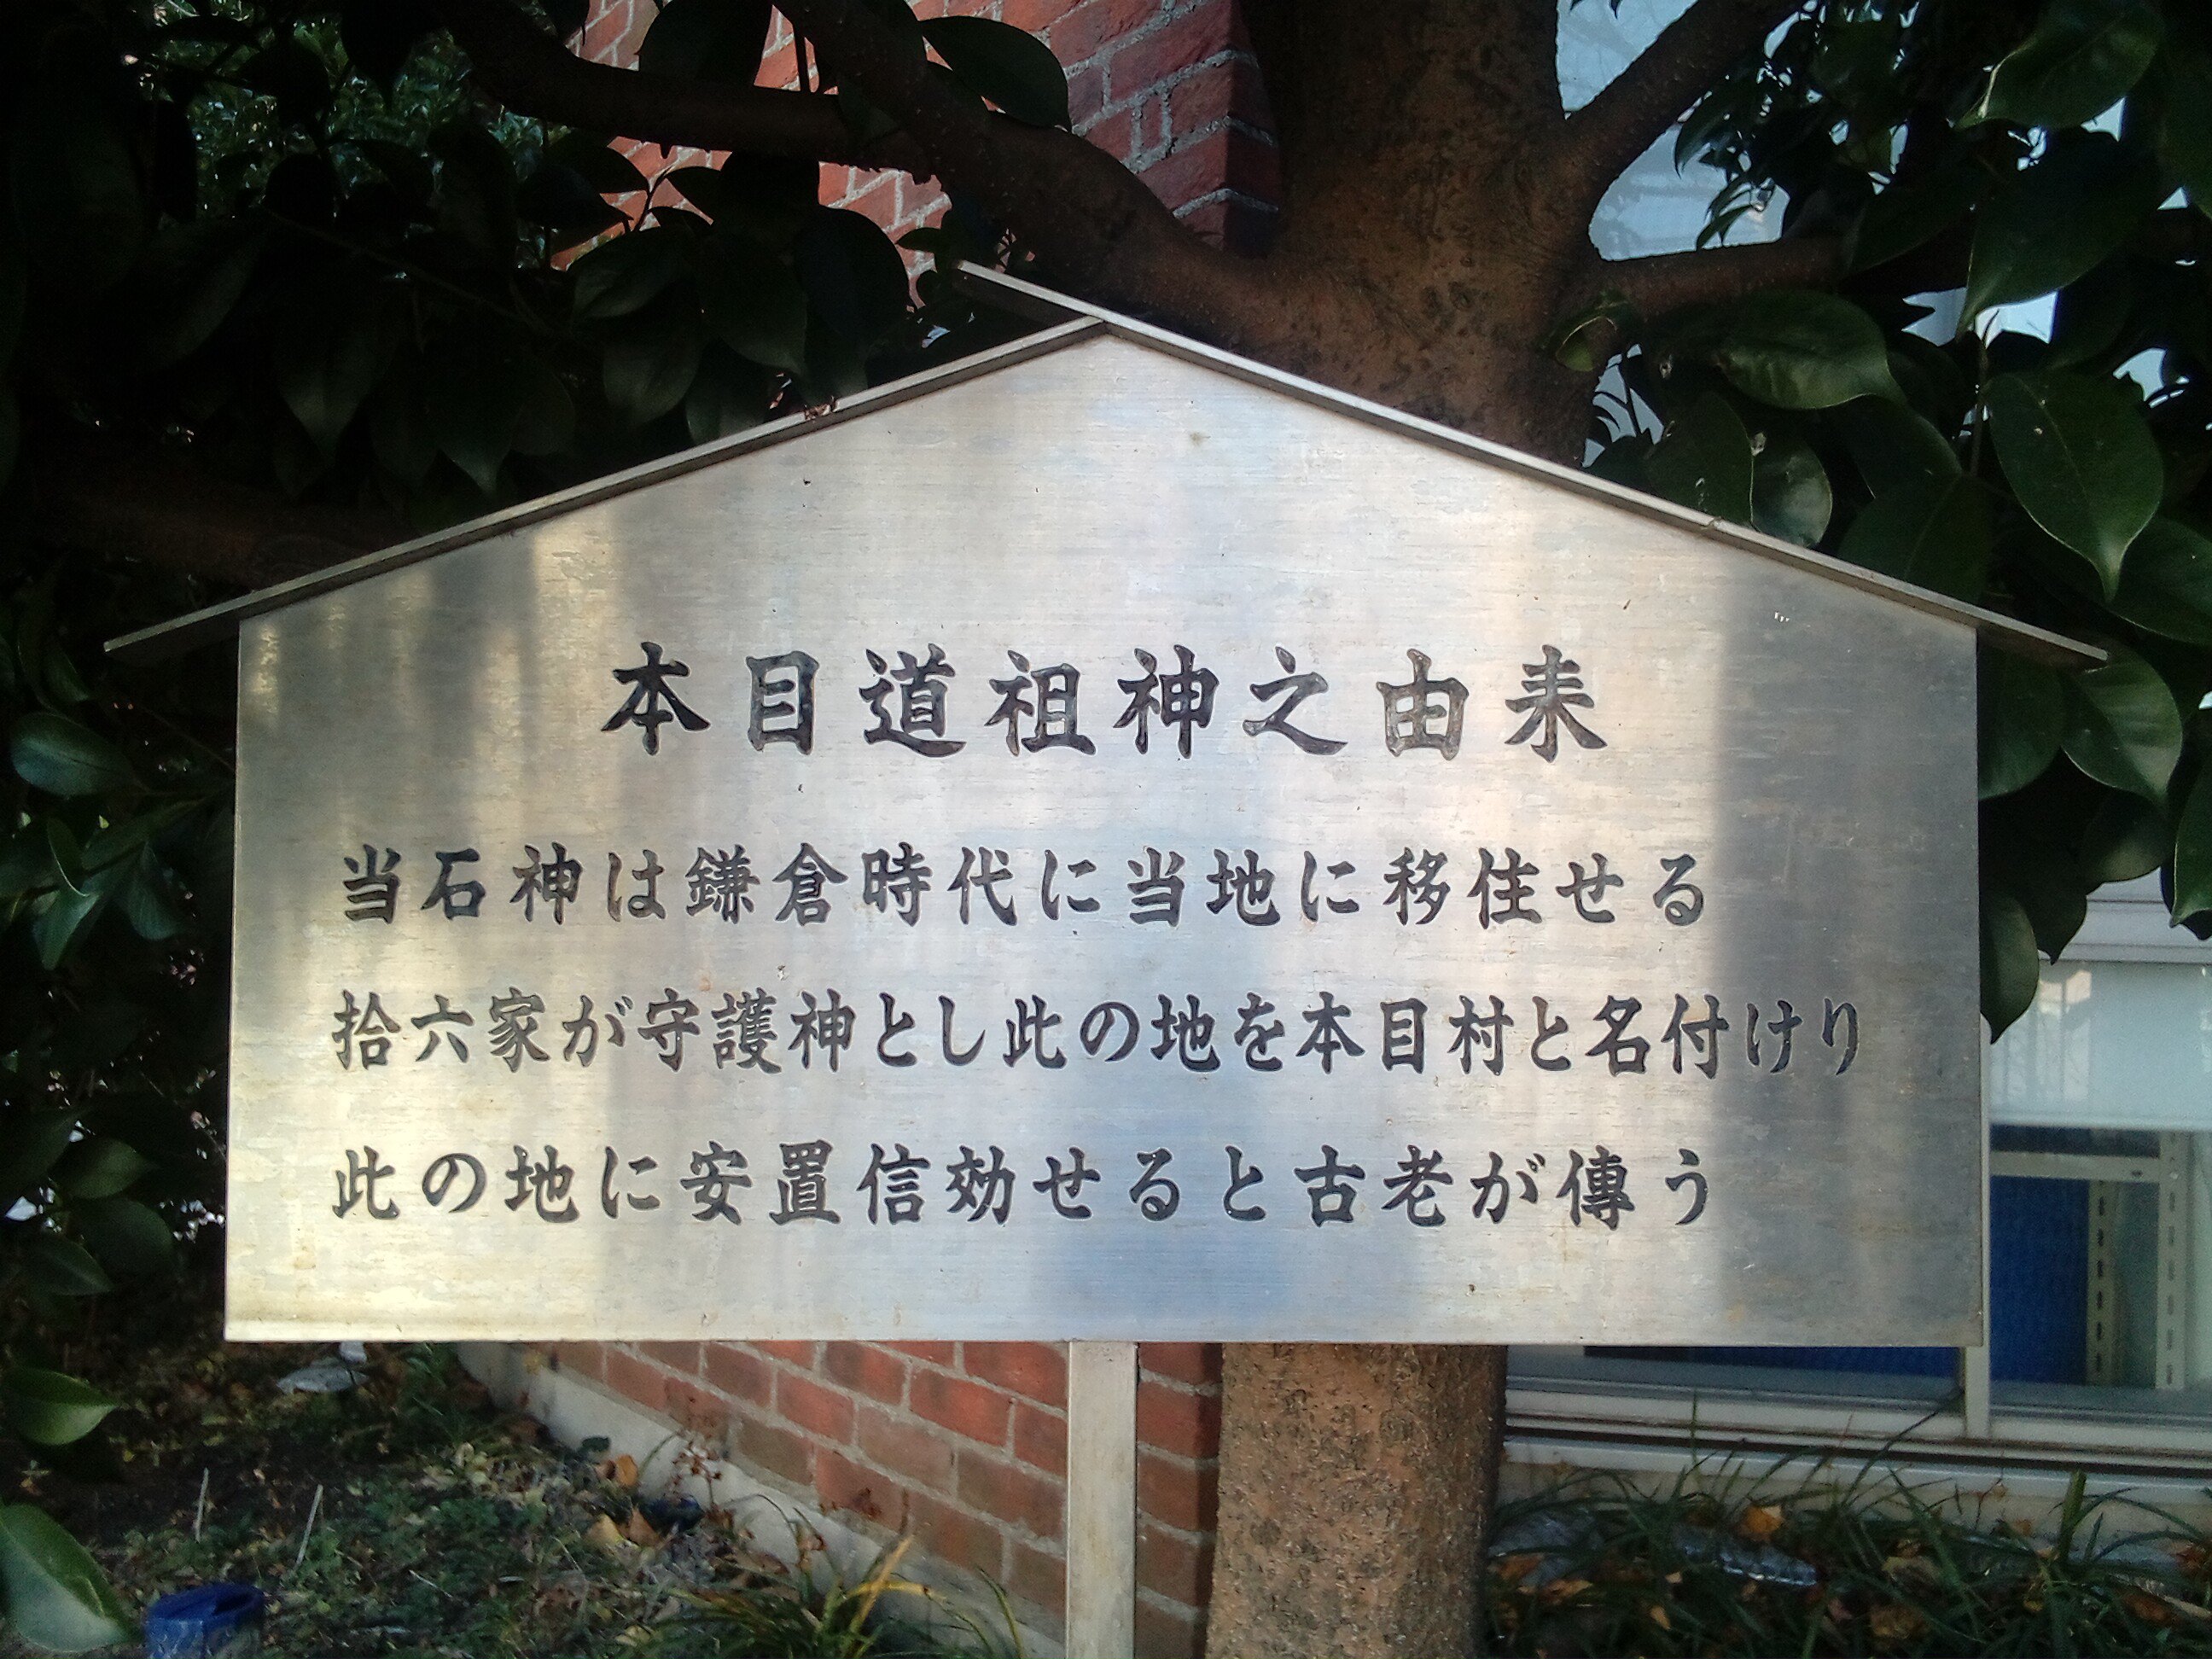 本目道祖神之由来
当石神は鎌倉時代に当地に移住せる
拾六家が守護神とし此の地を本目村と名付けり
此の地に安置信効せると古老が傳う